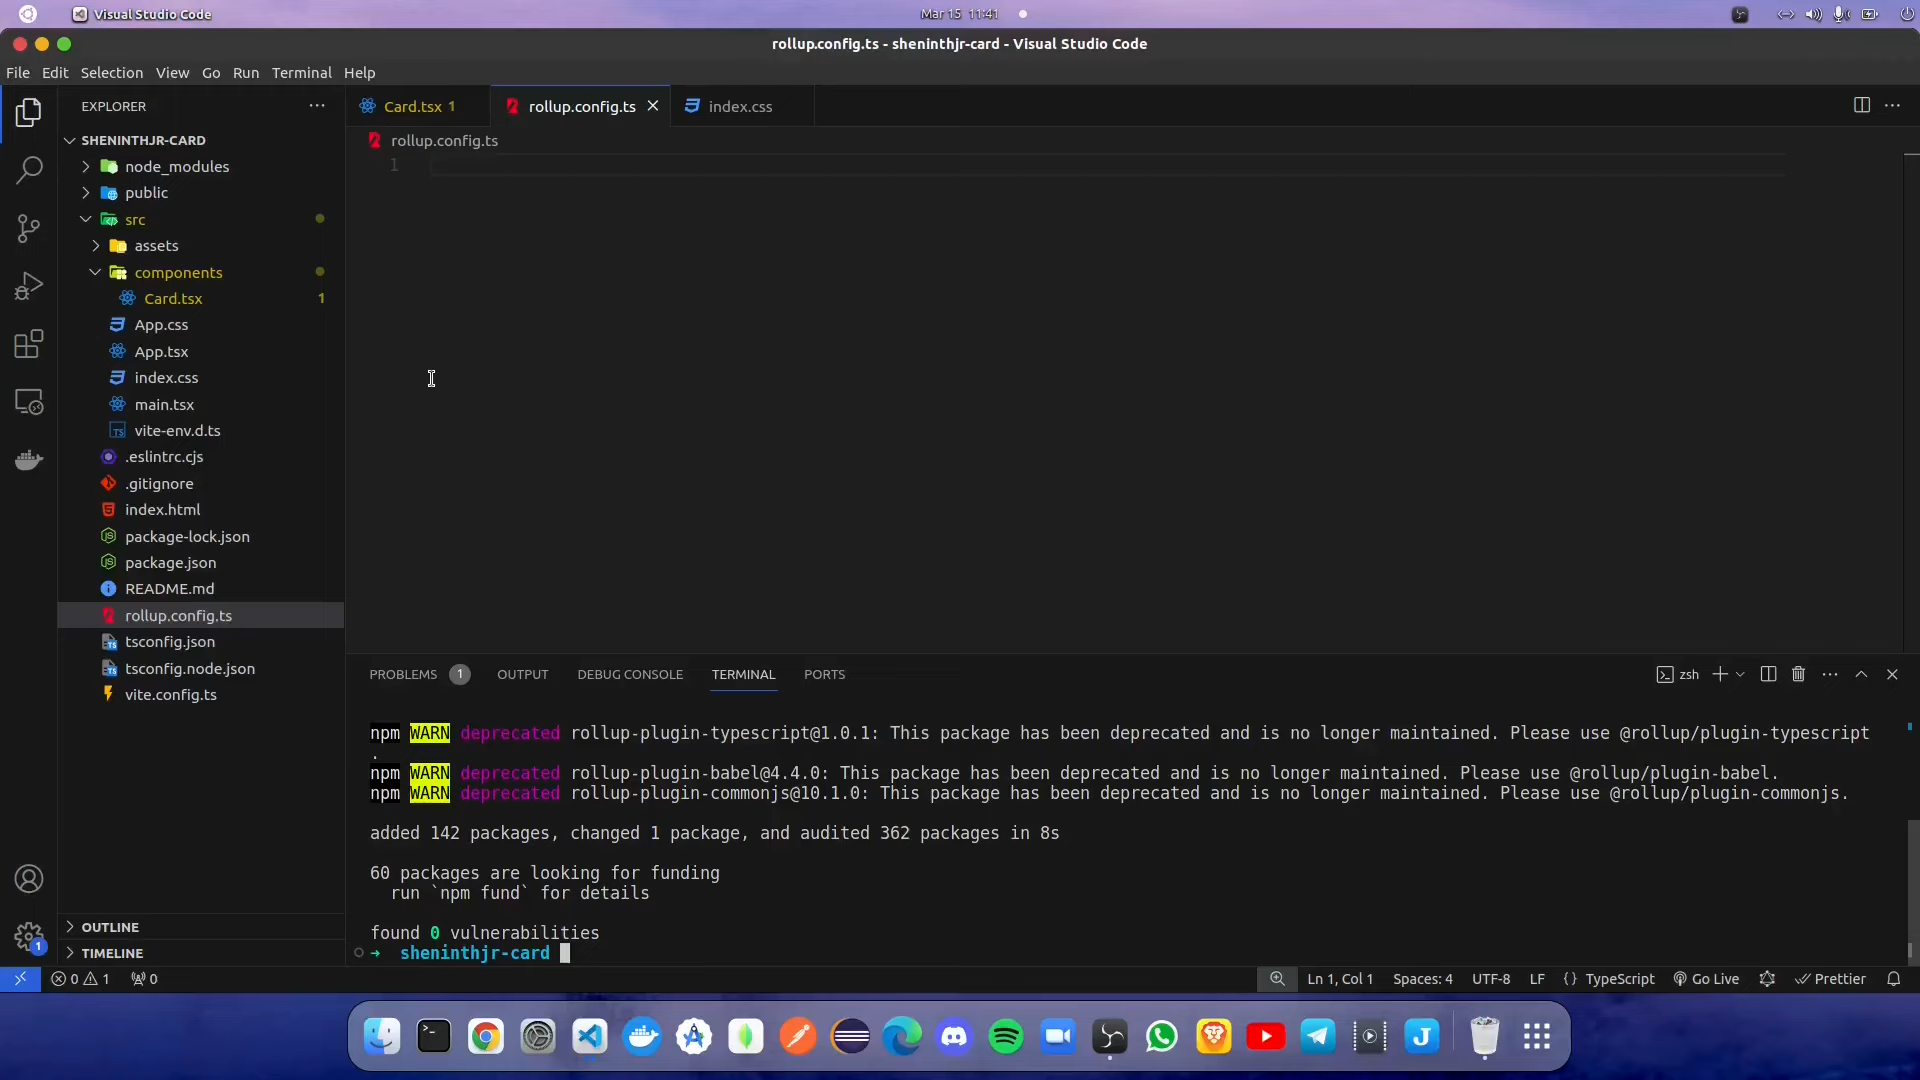 Visual Studio Code
Mar 15 11:41
rollup.config.ts - sheninthjr-card - Visual Studio Code
File Edit Selection View Go Run Terminal Help
EXPLORER
Card.tsx 1
rollup.config.ts
index.css
SHENINTHJR-CARD
rollup.config.ts
1
node_modules
public
src
assets
components
Card.tsx 1
App.css
App.tsx
index.css
main.tsx
TS vite-env.d.ts
.eslintrc.cjs
.gitignore
index.html
package-lock.json
package.json
README.md
rollup.config.ts
tsconfig.json
tsconfig.node.json
vite.config.ts
OUTLINE
TIMELINE
PROBLEMS 1 OUTPUT DEBUG CONSOLE TERMINAL PORTS
zsh
npm WARN deprecated rollup-plugin-typescript@1.0.1: This package has been deprecated and is no longer maintained. Please use @rollup/plugin-typescript
.
npm WARN deprecated rollup-plugin-babel@4.4.0: This package has been deprecated and is no longer maintained. Please use @rollup/plugin-babel.
npm WARN deprecated rollup-plugin-commonjs@10.1.0: This package has been deprecated and is no longer maintained. Please use @rollup/plugin-commonjs.
added 142 packages, changed 1 package, and audited 362 packages in 8s
60 packages are looking for funding
run `npm fund` for details
found 0 vulnerabilities
➜ sheninthjr-card
1
0 1 0
Ln 1, Col 1 Spaces: 4 UTF-8 LF {} TypeScript Go Live Prettier
J